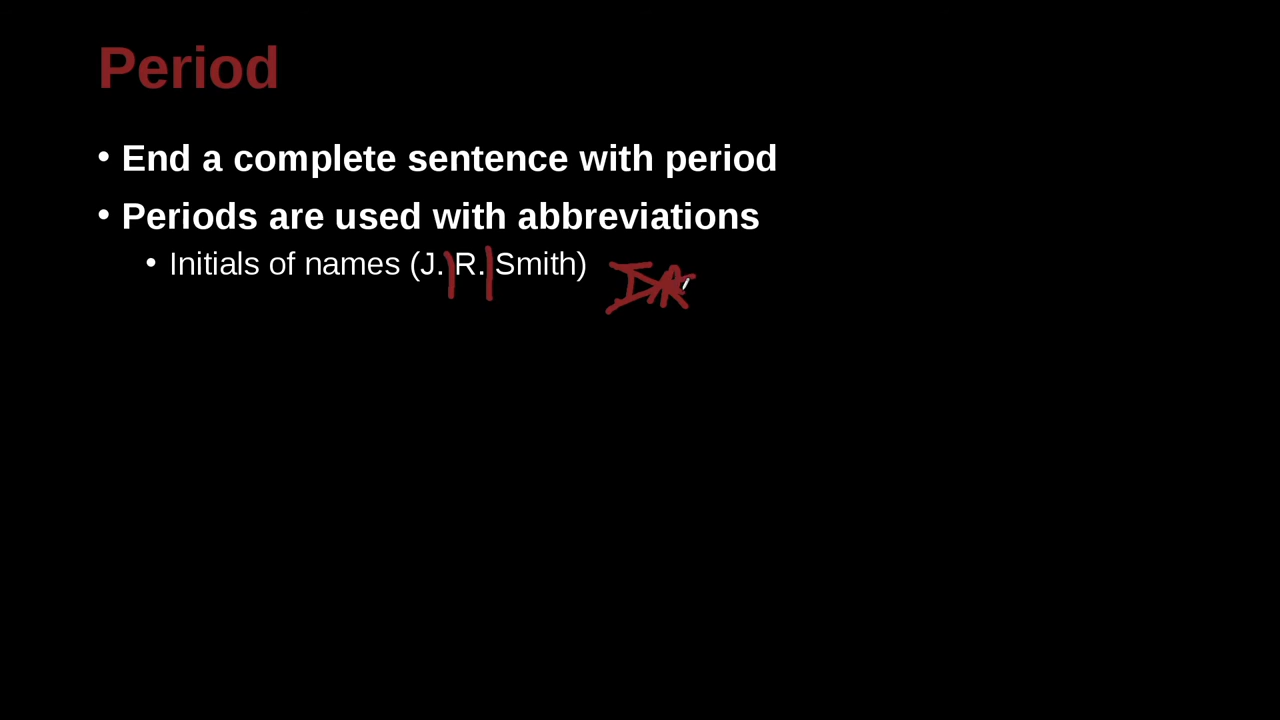 Period
• End a complete sentence with period
• Periods are used with abbreviations
• Initials of names (J. R. Smith)